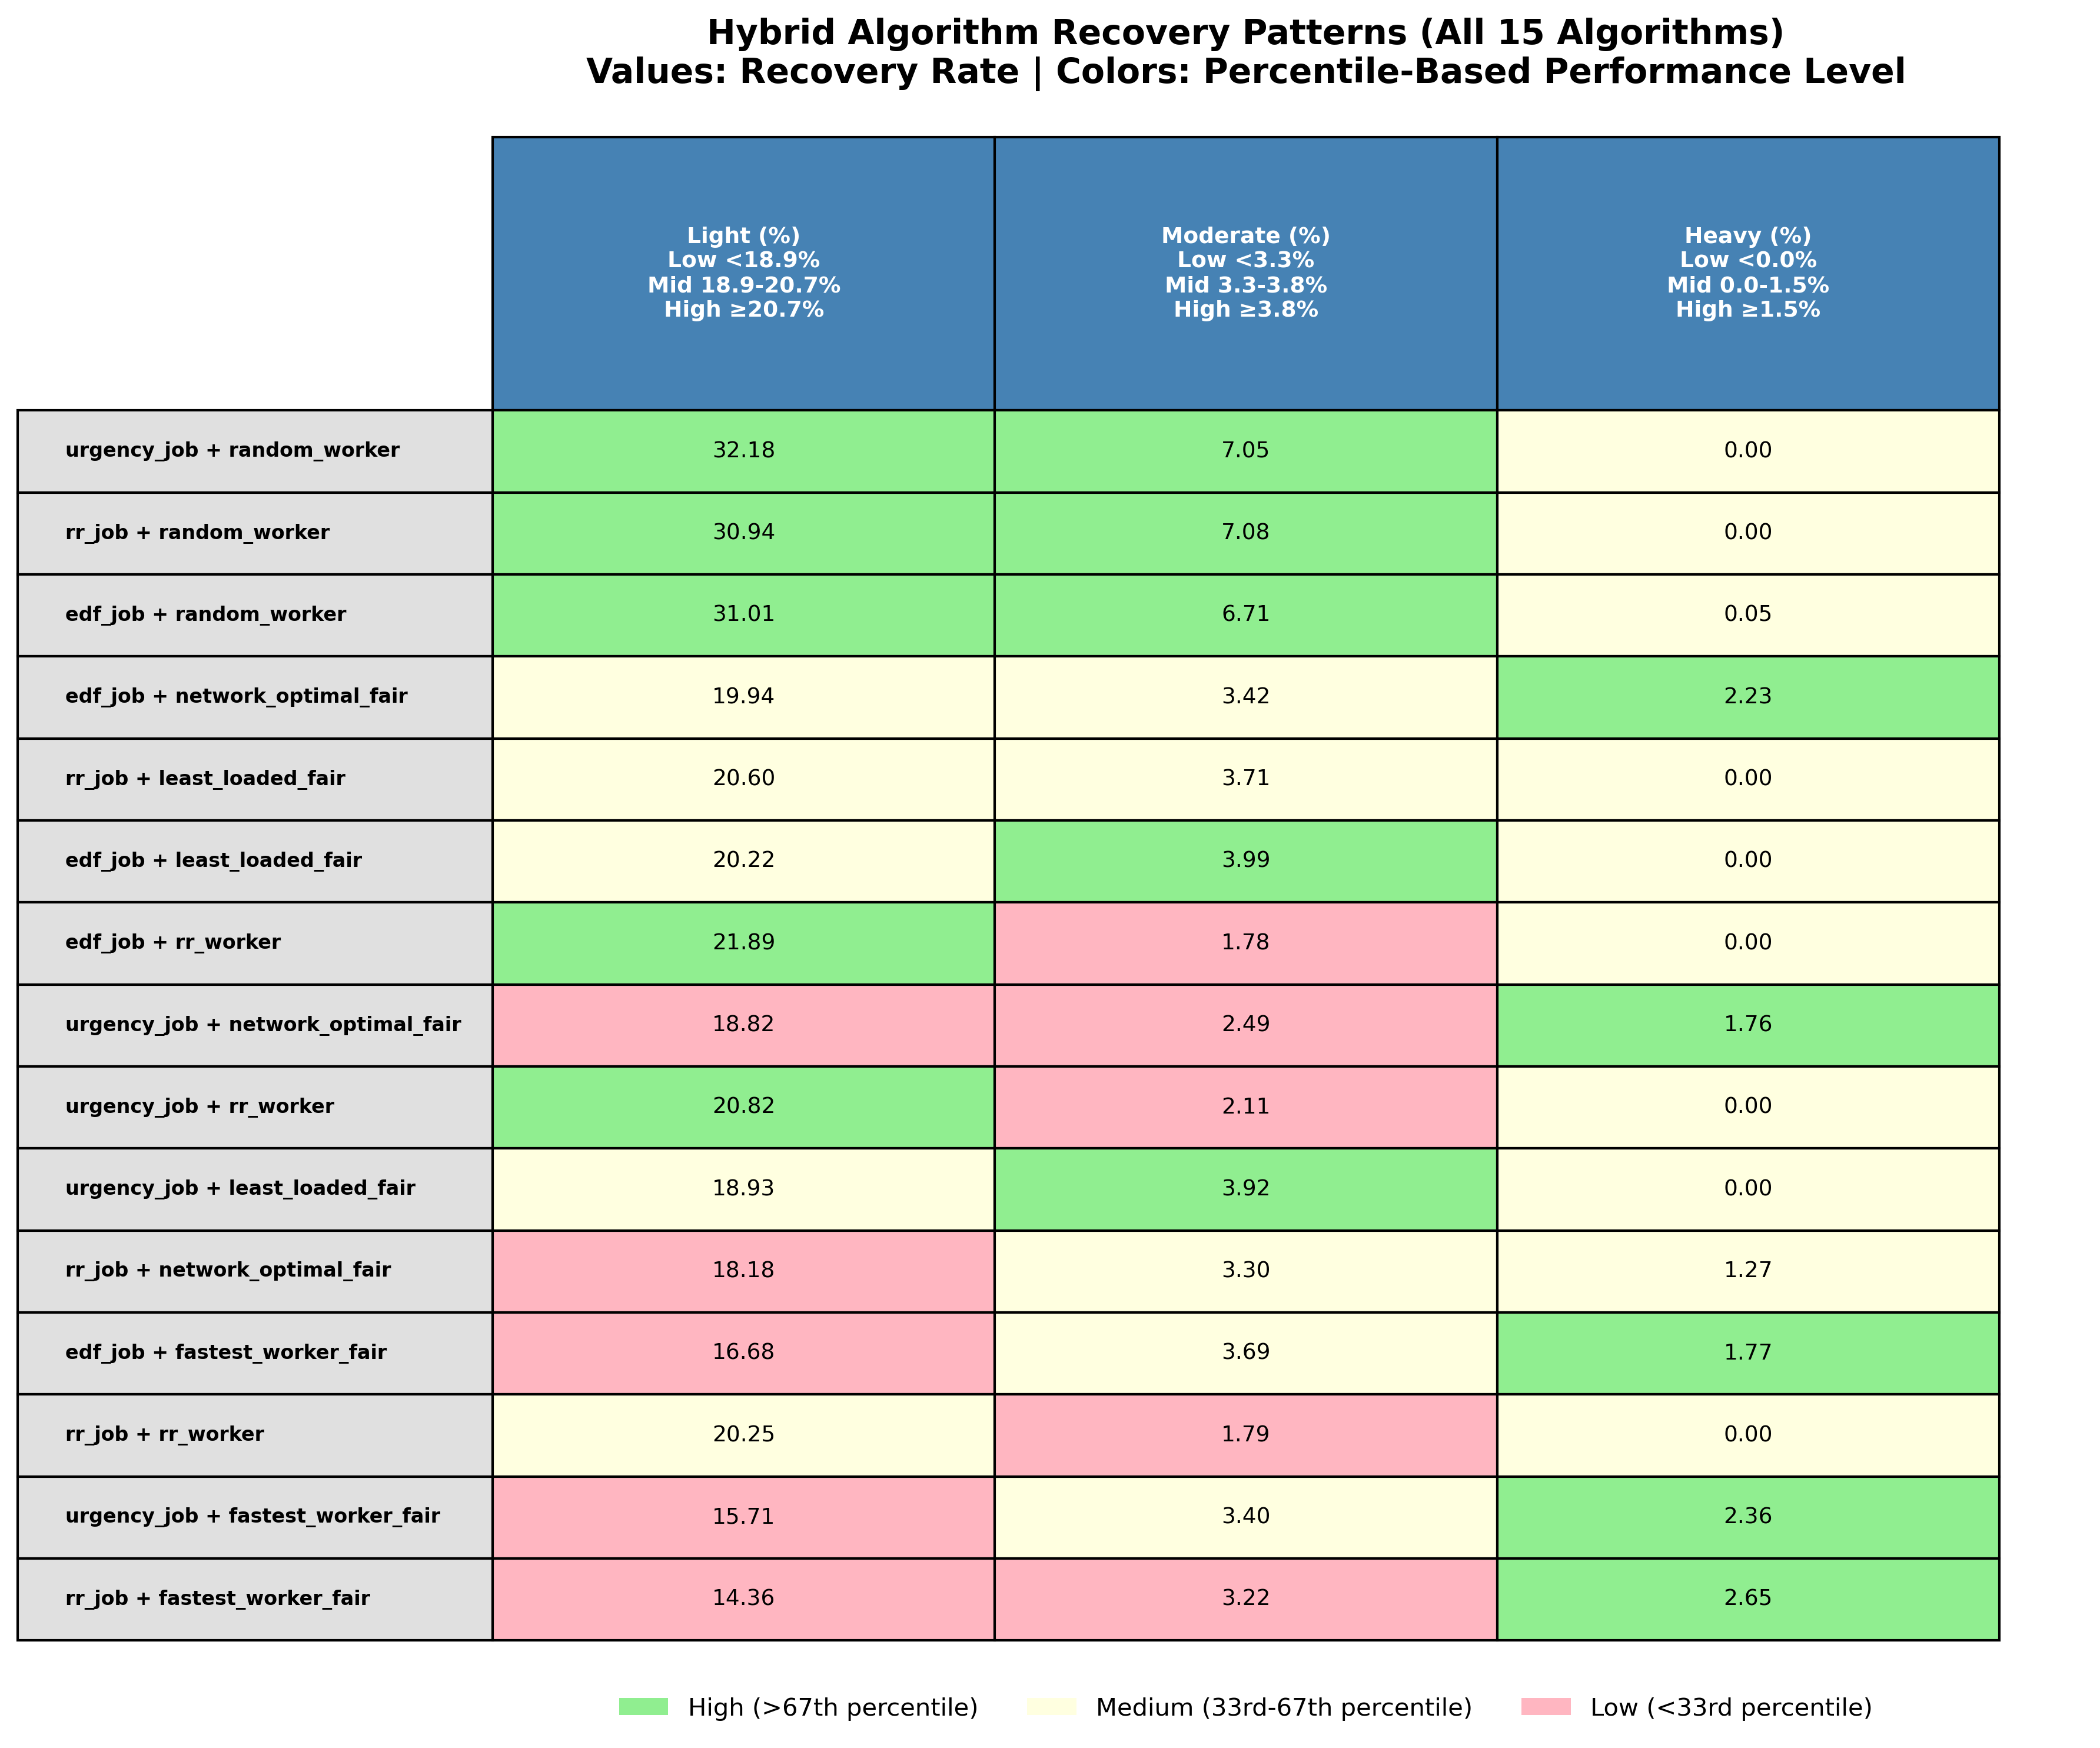 Hybrid Algorithm Recovery Patterns (All 15 Algorithms)
Values: Recovery Rate | Colors: Percentile-Based Performance Level
Light (%)
Low <18.9%
Mid 18.9-20.7%
High ≥20.7%
Moderate (%)
Low <3.3%
Mid 3.3-3.8%
High ≥3.8%
Heavy (%)
Low <0.0%
Mid 0.0-1.5%
High ≥1.5%
urgency_job + random_worker 32.18 7.05 0.00
rr_job + random_worker 30.94 7.08 0.00
edf_job + random_worker 31.01 6.71 0.05
edf_job + network_optimal_fair 19.94 3.42 2.23
rr_job + least_loaded_fair 20.60 3.71 0.00
edf_job + least_loaded_fair 20.22 3.99 0.00
edf_job + rr_worker 21.89 1.78 0.00
urgency_job + network_optimal_fair 18.82 2.49 1.76
urgency_job + rr_worker 20.82 2.11 0.00
urgency_job + least_loaded_fair 18.93 3.92 0.00
rr_job + network_optimal_fair 18.18 3.30 1.27
edf_job + fastest_worker_fair 16.68 3.69 1.77
rr_job + rr_worker 20.25 1.79 0.00
urgency_job + fastest_worker_fair 15.71 3.40 2.36
rr_job + fastest_worker_fair 14.36 3.22 2.65
High (>67th percentile) Medium (33rd-67th percentile) Low (<33rd percentile)